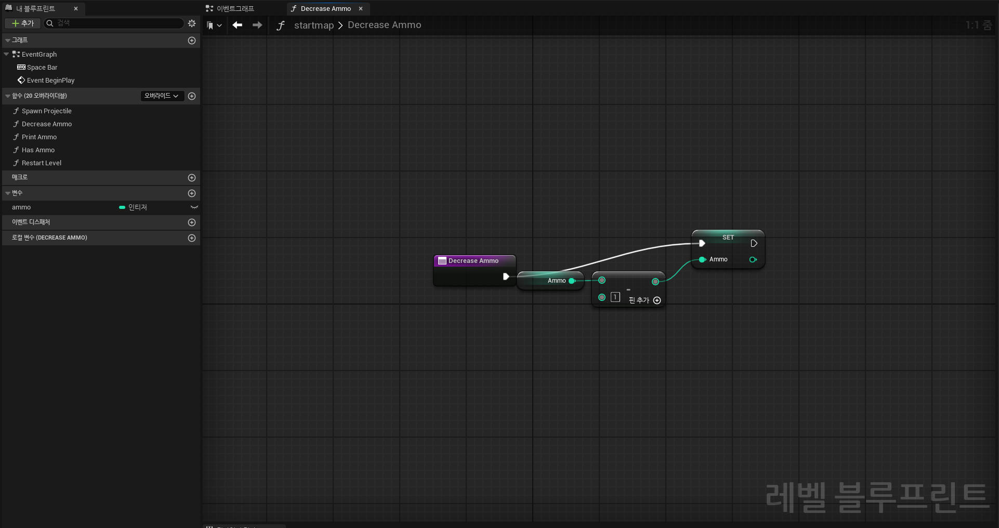 내 블루프린트
추가
검색
그래프
EventGraph
Space Bar
Event BeginPlay
함수 (20 오버라이더블)
오버라이드
Spawn Projectile
Decrease Ammo
Print Ammo
Has Ammo
Restart Level
매크로
변수
ammo
인티저
이벤트 디스패처
로컬 변수 (DECREASE AMMO)
이벤트그래프
Decrease Ammo
startmap > Decrease Ammo
1:1 줌
Decrease Ammo
Ammo
-
1
핀 추가
SET
Ammo
레벨 블루프린트